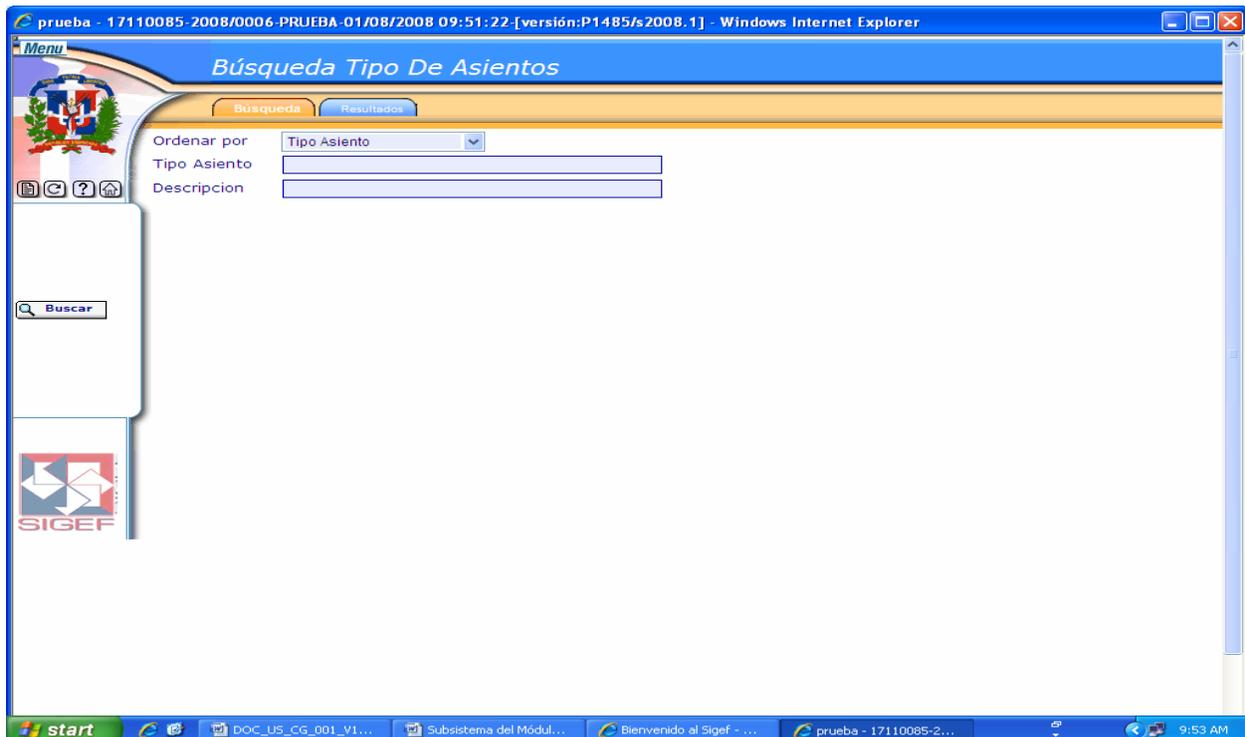 prueba - 17110085-2008/0006-PRUEBA-01/08/2008 09:51:22-[versión:P1485/s2008.1] - Windows Internet Explorer
Menu
Búsqueda Tipo De Asientos
Búsqueda Resultados
Ordenar por Tipo Asiento
Tipo Asiento
Descripcion
Buscar
SIGEF
start DOC_US_CG_001_V1... Subsistema del Módul... Bienvenido al Sigef - ... prueba - 17110085-2... 9:53 AM